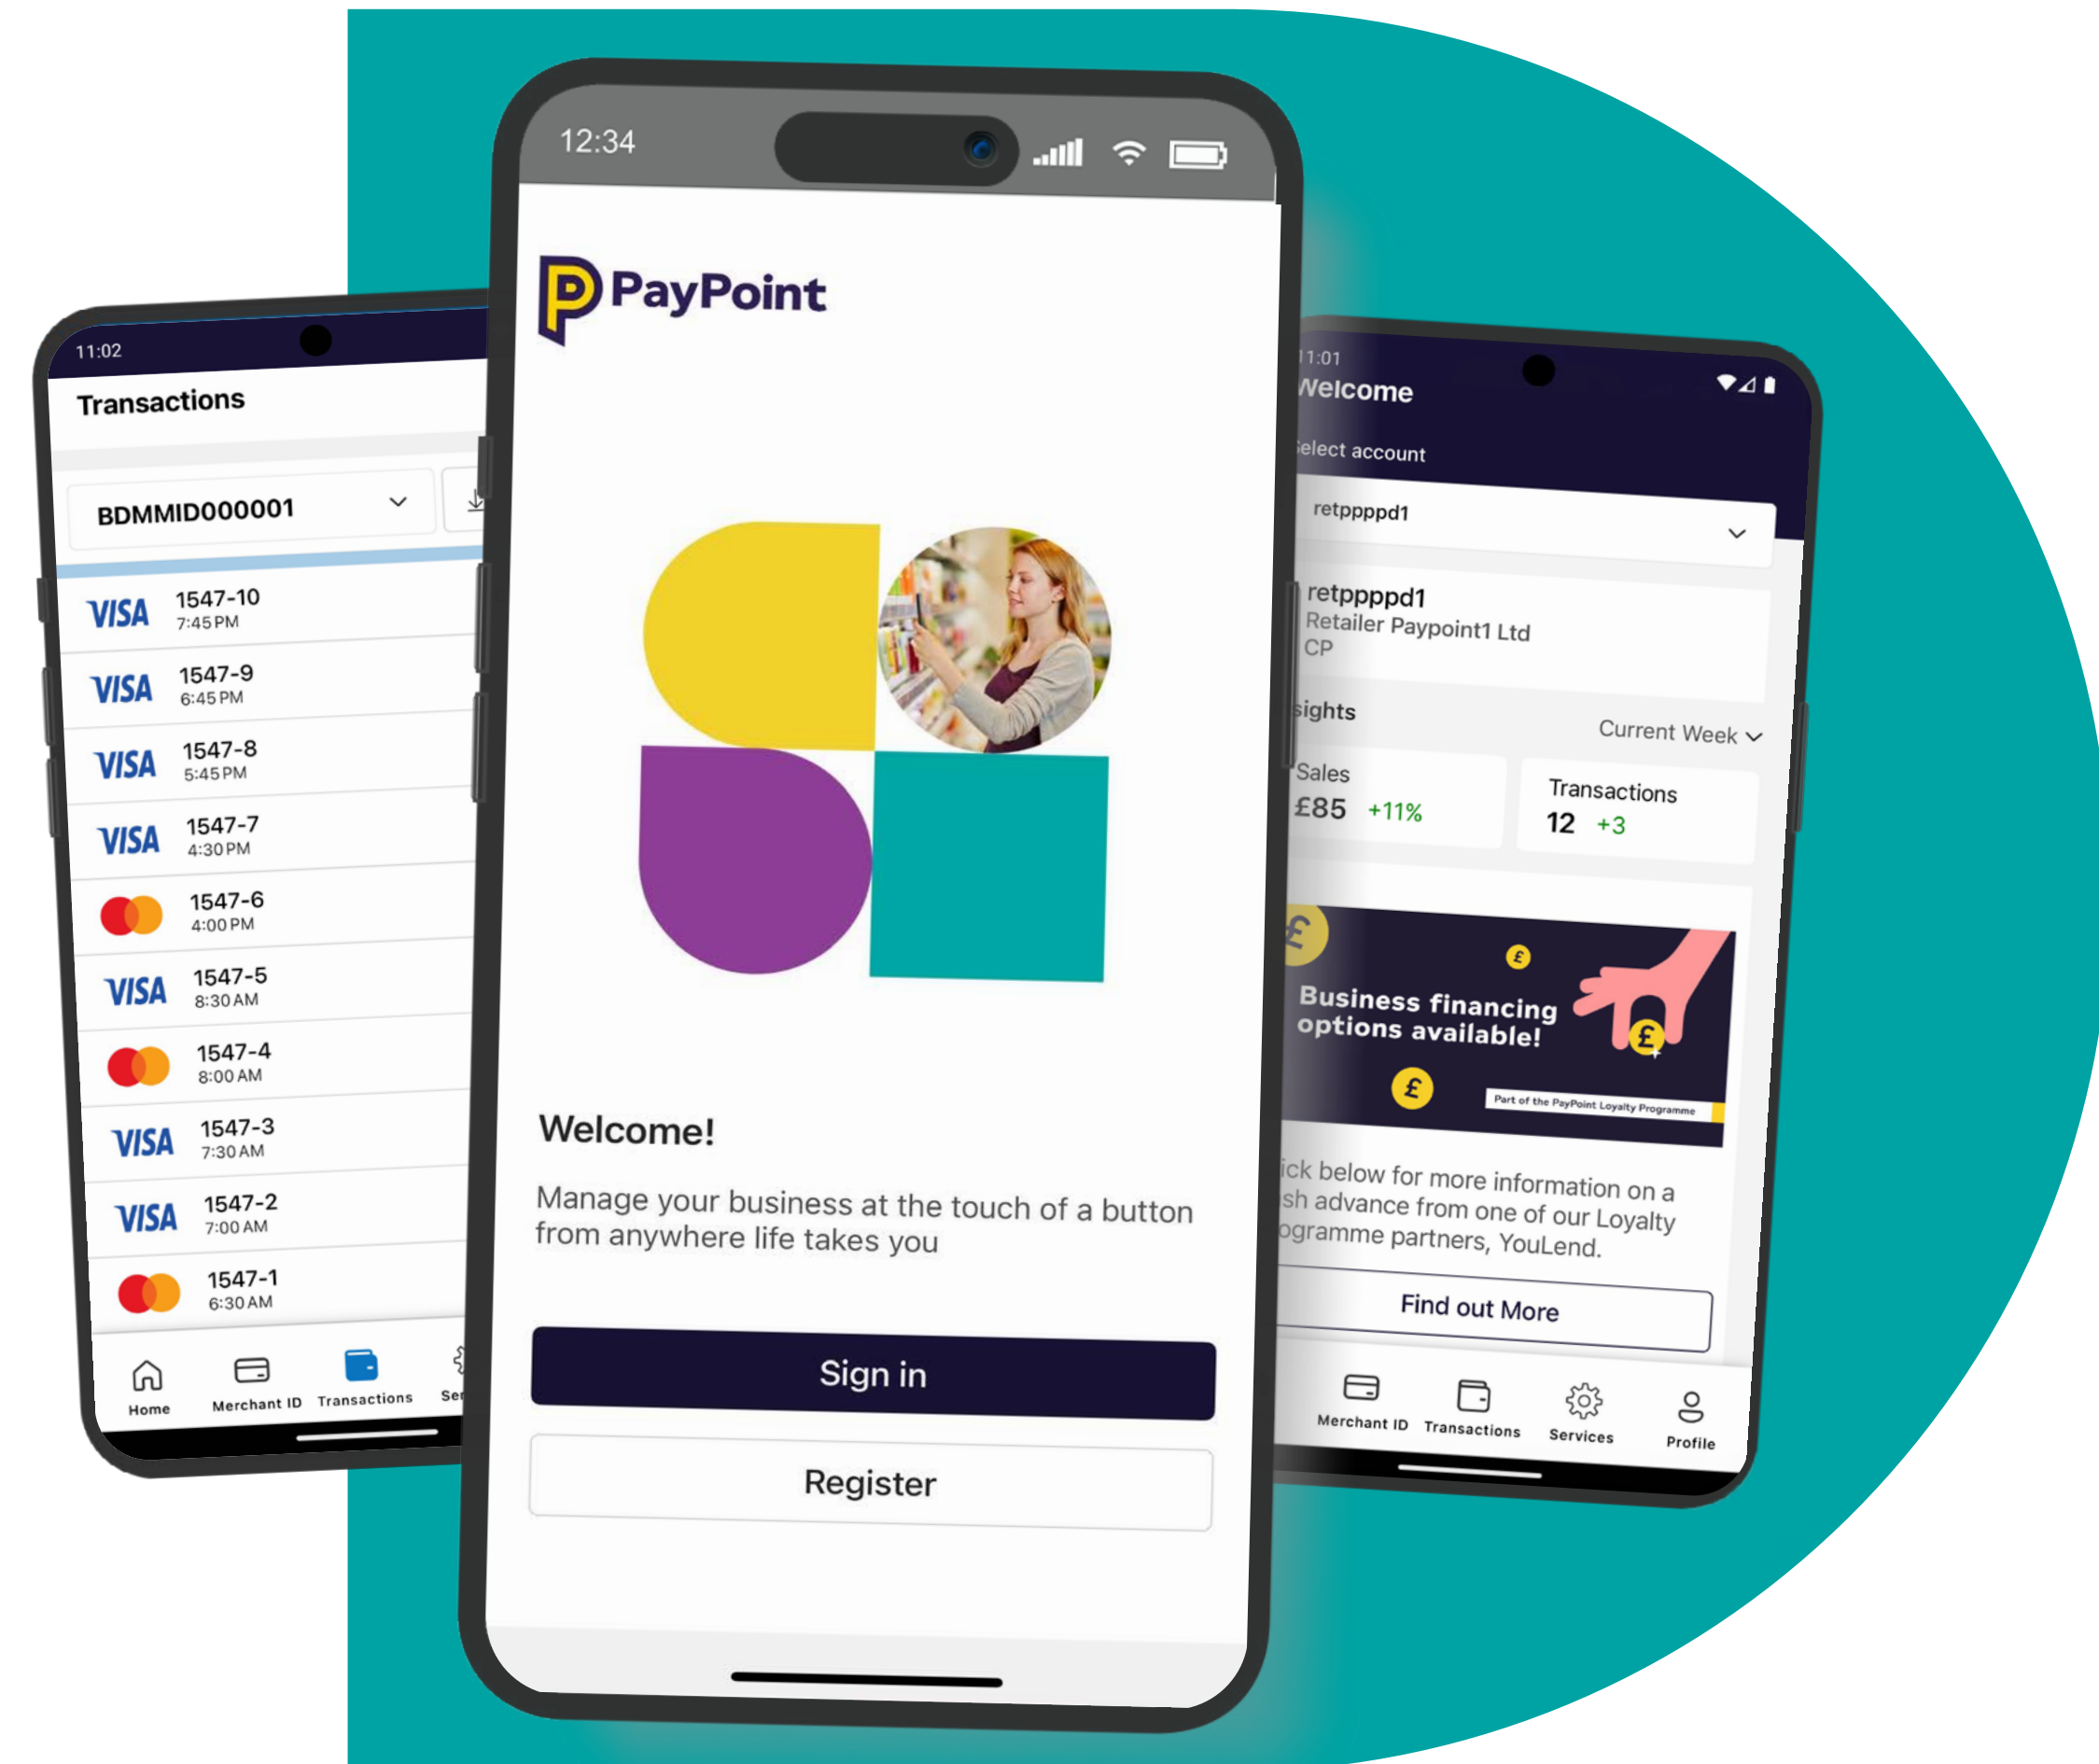 11:02
Transactions
BDMMID000001
VISA
1547-10
7:45 PM
VISA
1547-9
6:45 PM
VISA
1547-8
5:45 PM
VISA
1547-7
4:30 PM
1547-6
4:00 PM
VISA
1547-5
8:30 AM
1547-4
8:00 AM
VISA
1547-3
7:30 AM
VISA
1547-2
7:00 AM
1547-1
6:30 AM
Home
Merchant ID
Transactions
Ser
12:34
PayPoint
Welcome!
Manage your business at the touch of a button
from anywhere life takes you
Sign in
Register
11:01
Welcome
Select account
retppppd1
retppppd1
Retailer Paypoint1 Ltd
CP
sights
Current Week
Sales
£85 +11%
Transactions
12 +3
£
£
Business financing
options available!
£
£
Part of the PayPoint Loyalty Programme
ick below for more information on a
sh advance from one of our Loyalty
ogramme partners, YouLend.
Find out More
Merchant ID
Transactions
Services
Profile